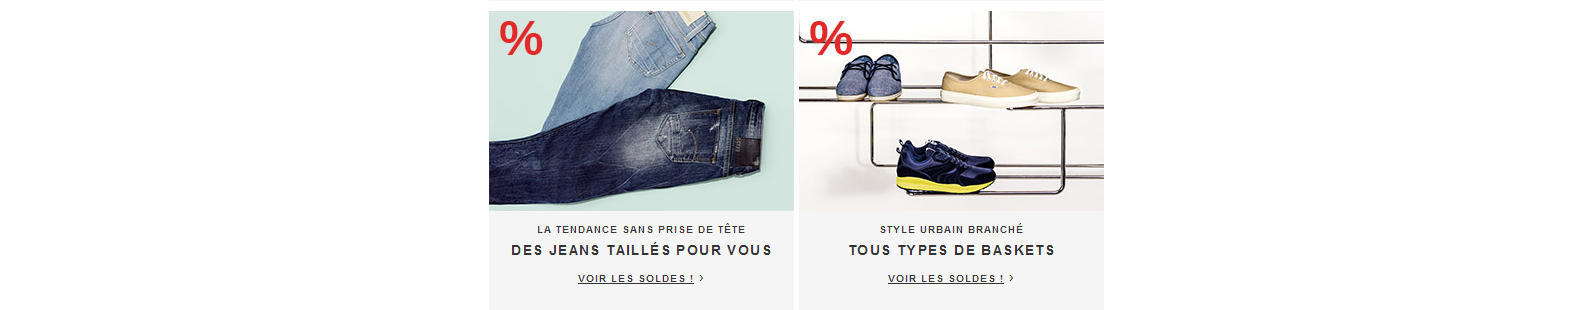 %
LA TENDANCE SANS PRISE DE TÊTE
DES JEANS TAILLÉS POUR VOUS
VOIR LES SOLDES ! ›
%
STYLE URBAIN BRANCHÉ
TOUS TYPES DE BASKETS
VOIR LES SOLDES ! ›